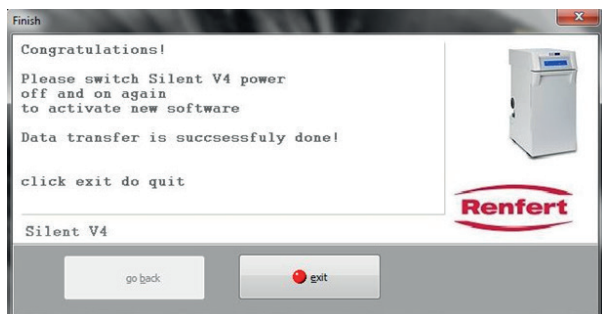 Finish
Congratulations!
Please switch Silent V4 power
off and on again
to activate new software
Data transfer is succsessfuly done!
click exit do quit
Renfert
Silent V4
go back
exit